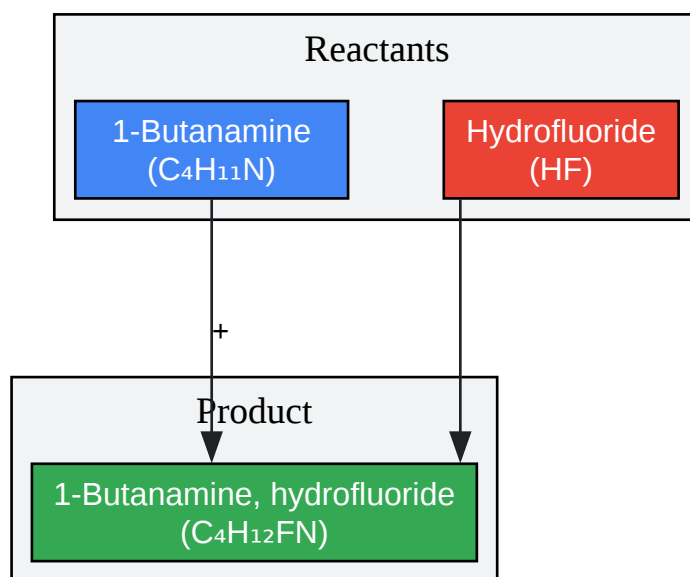 Reactants
1-Butanamine
(C₄H₁₁N)
Hydrofluoride
(HF)
+
Product
1-Butanamine, hydrofluoride
(C₄H₁₂FN)